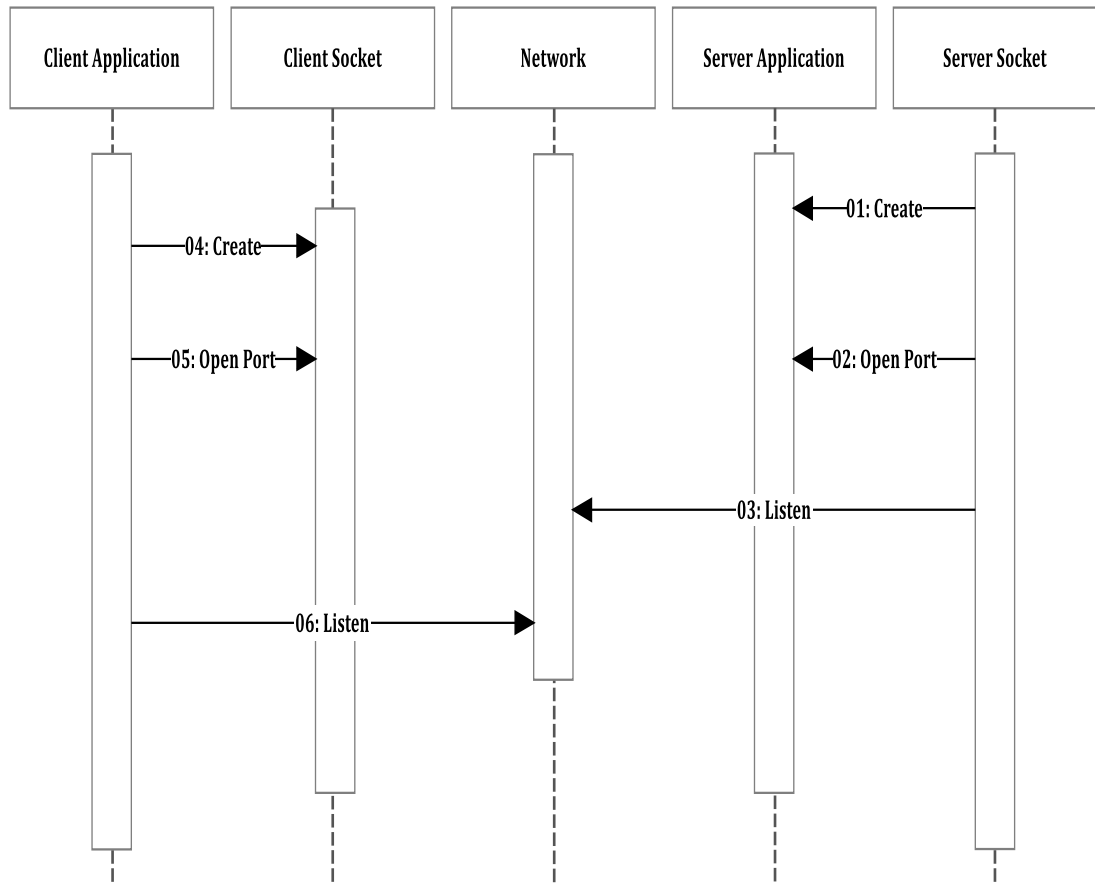 Client Application
Client Socket
Network
Server Application
Server Socket
01: Create
04: Create
05: Open Port
02: Open Port
03: Listen
06: Listen